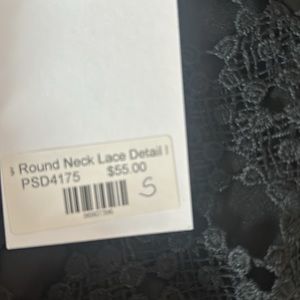 Round Neck Lace Detail
PSD4175 $55.00
S